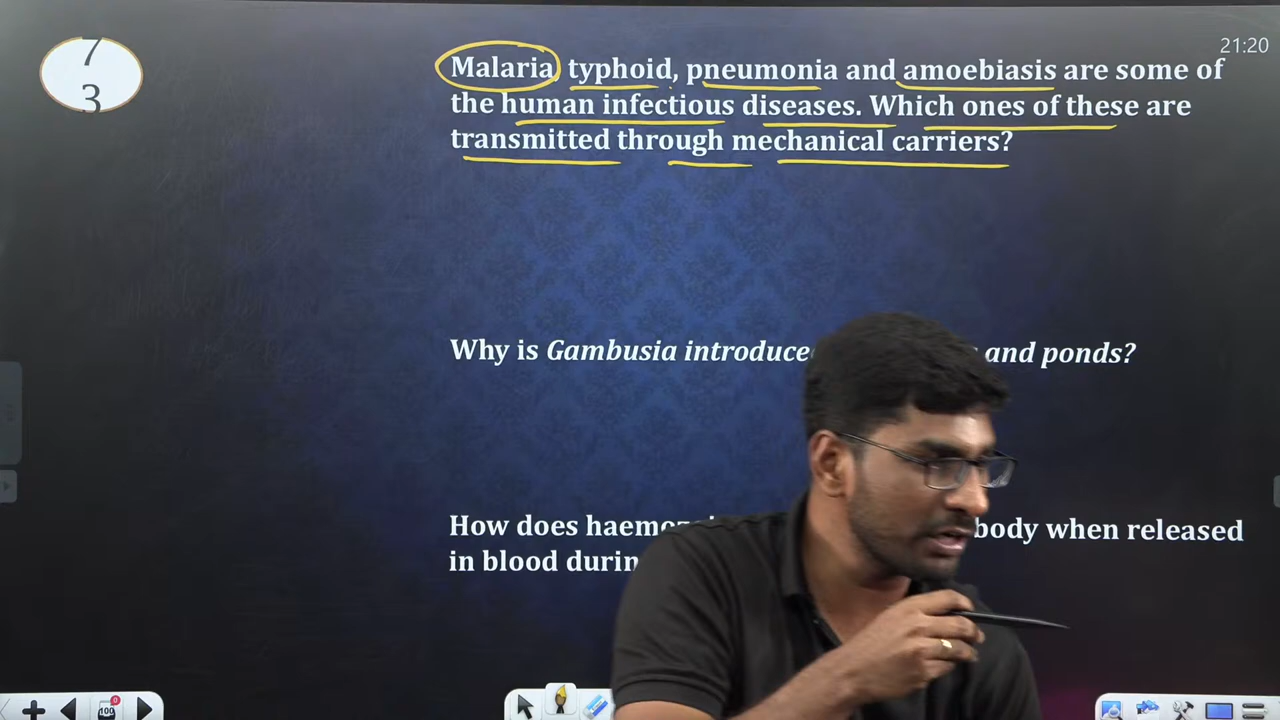 7
3
21:20
Malaria, typhoid, pneumonia and amoebiasis are some of
the human infectious diseases. Which ones of these are
transmitted through mechanical carriers?
Why is Gambusia introduce and ponds?
How does body when released
in blood
100
0